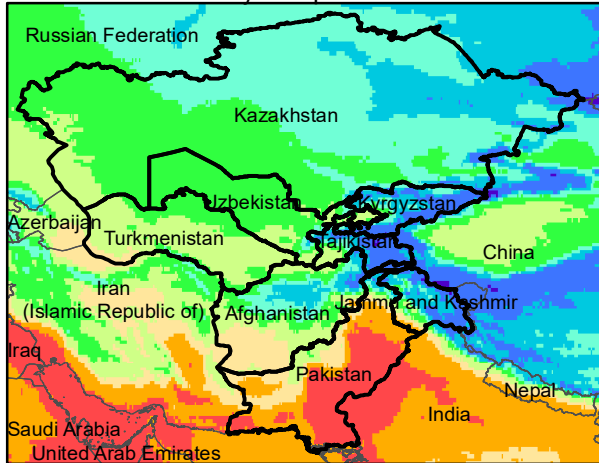 Russian Federation
Kazakhstan
Izbekistan
Kyrgyzstan
Azerbaijan
Turkmenistan
Tajikistan
China
Iran
(Islamic Republic of)
Afghanistan
Jammu and Kashmir
Iraq
Pakistan
Nepal
India
Saudi Arabia
United Arab Emirates